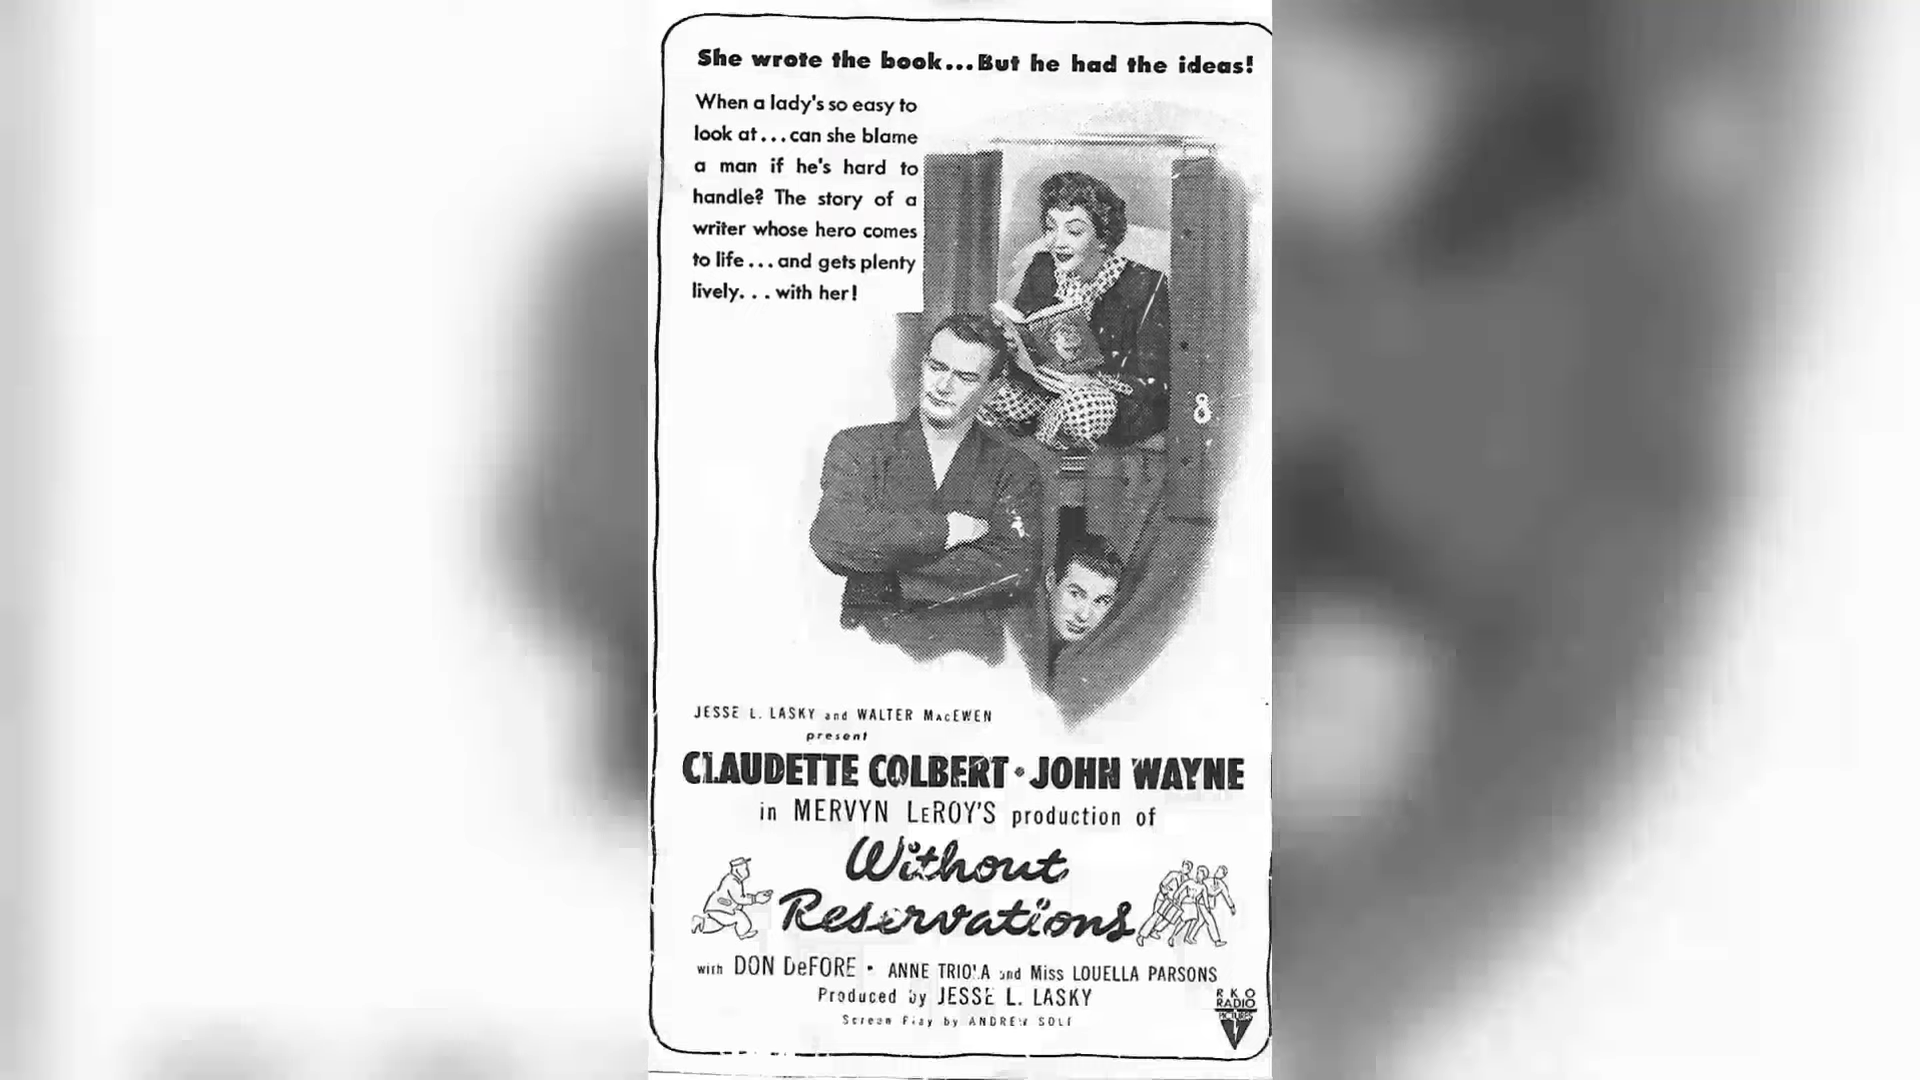 She wrote the book...But he had the ideas!
When a lady's so easy to
look at...can she blame
a man if he's hard to
handle? The story of a
writer whose hero comes
to life...and gets plenty
lively...with her!
8
JESSE L. LASKY and WALTER MacEWEN
present
CLAUDETTE COLBERT • JOHN WAYNE
in MERVYN LeROY'S production of
Without
Reservations
with DON DeFORE • ANNE TRIOLA and Miss LOUELLA PARSONS
Produced by JESSE L. LASKY
Screen Play by ANDREW SOLT
RKO
RADIO
PICTURES